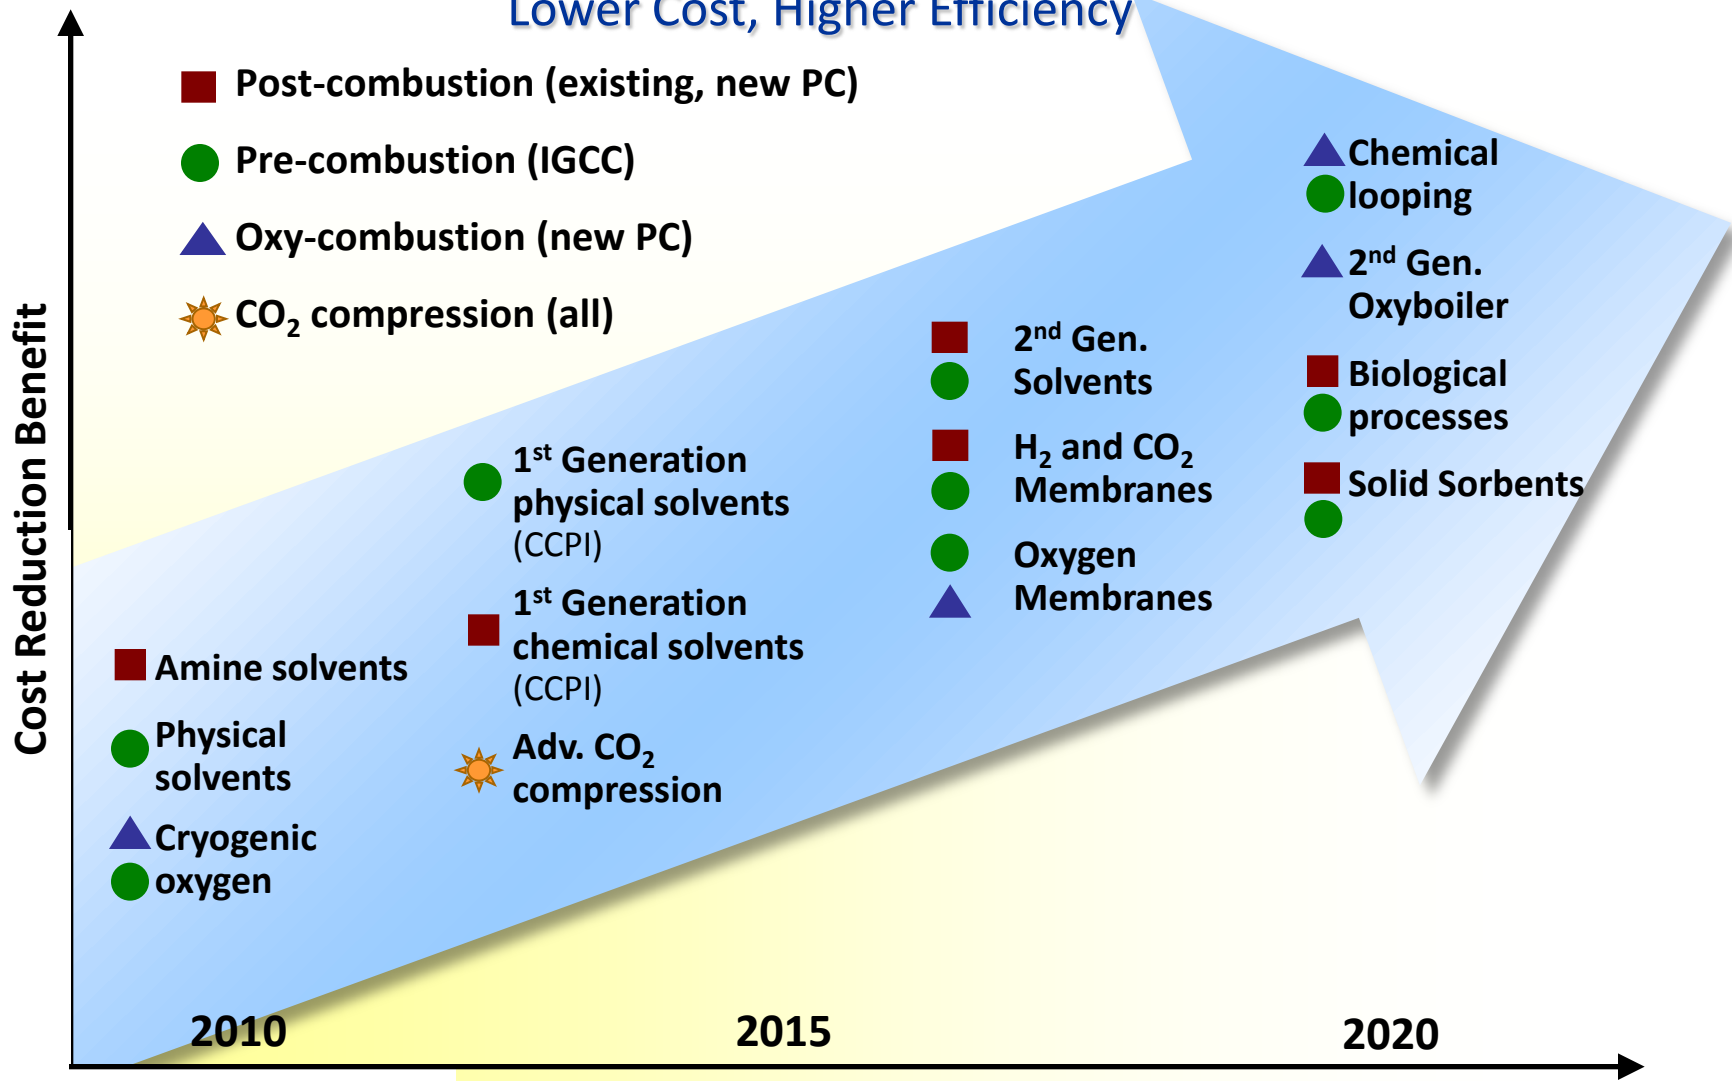 Lower Cost, Higher Efficiency
Post-combustion (existing, new PC)
Pre-combustion (IGCC)
Oxy-combustion (new PC)
CO₂ compression (all)
Cost Reduction Benefit
Amine solvents
Physical
solvents
Cryogenic
oxygen
1st Generation
physical solvents
(CCPI)
1st Generation
chemical solvents
(CCPI)
Adv. CO₂
compression
2nd Gen.
Solvents
H₂ and CO₂
Membranes
Oxygen
Membranes
Chemical
looping
2nd Gen.
Oxyboiler
Biological
processes
Solid Sorbents
2010
2015
2020